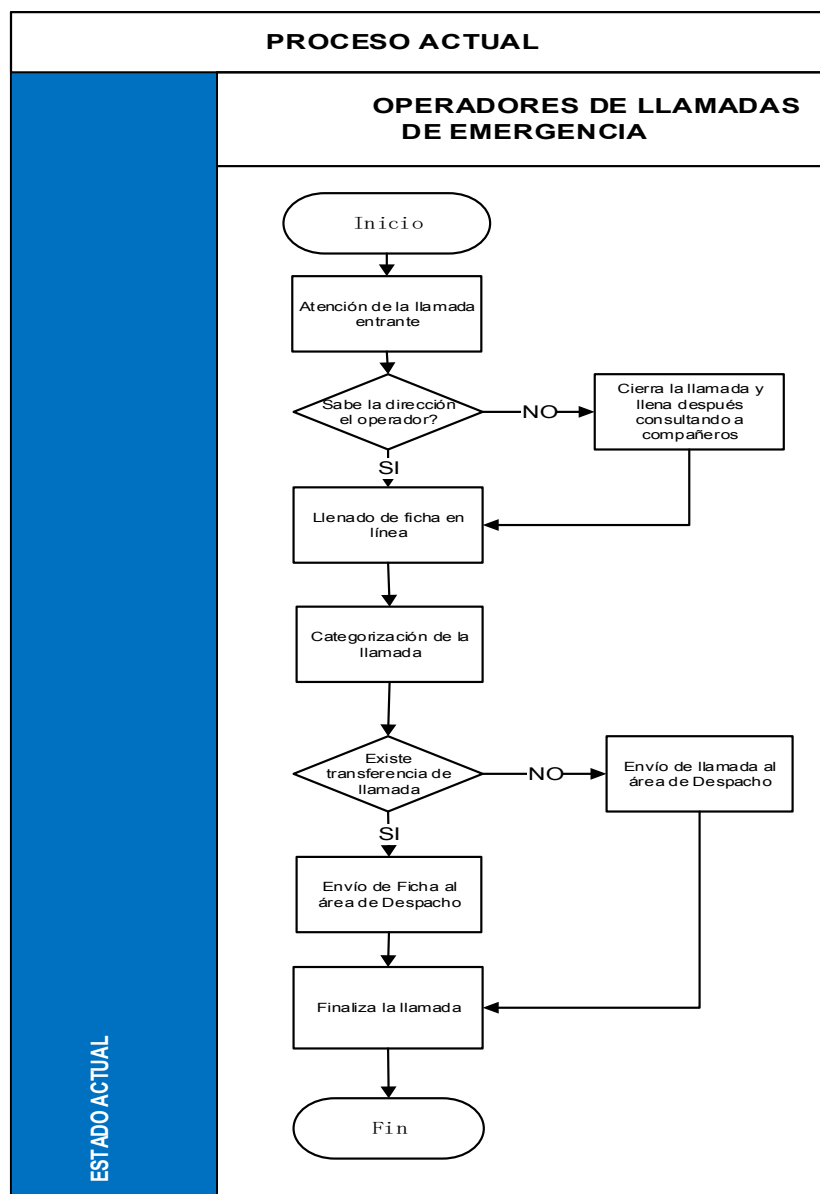 PROCESO ACTUAL
OPERADORES DE LLAMADAS
DE EMERGENCIA
Inicio
Atención de la llamada
entrante
Sabe la dirección
el operador?
NO
Cierra la llamada y
llena después
consultando a
compañeros
SI
Llenado de ficha en
línea
Categorización de la
llamada
Existe
transferencia de
llamada
NO
Envío de llamada al
área de Despacho
SI
Envío de Ficha al
área de Despacho
Finaliza la llamada
Fin
ESTADO ACTUAL